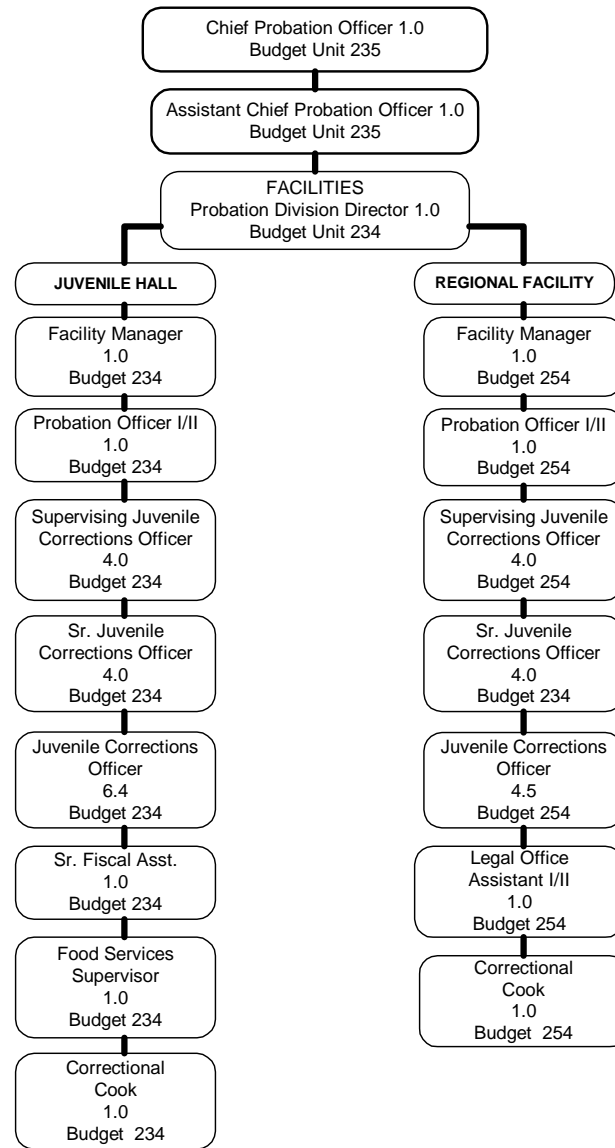 Chief Probation Officer 1.0
Budget Unit 235
Assistant Chief Probation Officer 1.0
Budget Unit 235
FACILITIES
Probation Division Director 1.0
Budget Unit 234
JUVENILE HALL
Facility Manager
1.0
Budget 234
Probation Officer I/II
1.0
Budget 234
Supervising Juvenile
Corrections Officer
4.0
Budget 234
Sr. Juvenile
Corrections Officer
4.0
Budget 234
Juvenile Corrections
Officer
6.4
Budget 234
Sr. Fiscal Asst.
1.0
Budget 234
Food Services
Supervisor
1.0
Budget 234
Correctional
Cook
1.0
Budget 234
REGIONAL FACILITY
Facility Manager
1.0
Budget 254
Probation Officer I/II
1.0
Budget 254
Supervising Juvenile
Corrections Officer
4.0
Budget 254
Sr. Juvenile
Corrections Officer
4.0
Budget 234
Juvenile Corrections
Officer
4.5
Budget 254
Legal Office
Assistant I/II
1.0
Budget 254
Correctional
Cook
1.0
Budget 254